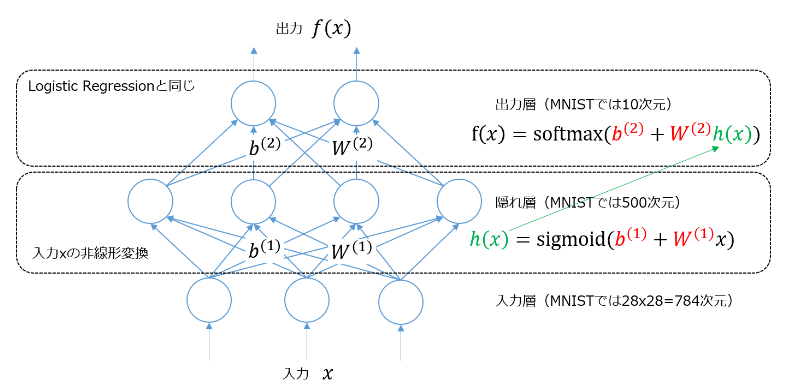 出力 f(x)
Logistic Regressionと同じ
出力層（MNISTでは10次元）
f(x) = softmax(b⁽²⁾ + W⁽²⁾h(x))
b⁽²⁾ W⁽²⁾
隠れ層（MNISTでは500次元）
h(x) = sigmoid(b⁽¹⁾ + W⁽¹⁾x)
b⁽¹⁾ W⁽¹⁾
入力xの非線形変換
入力層（MNISTでは28x28=784次元）
入力 x